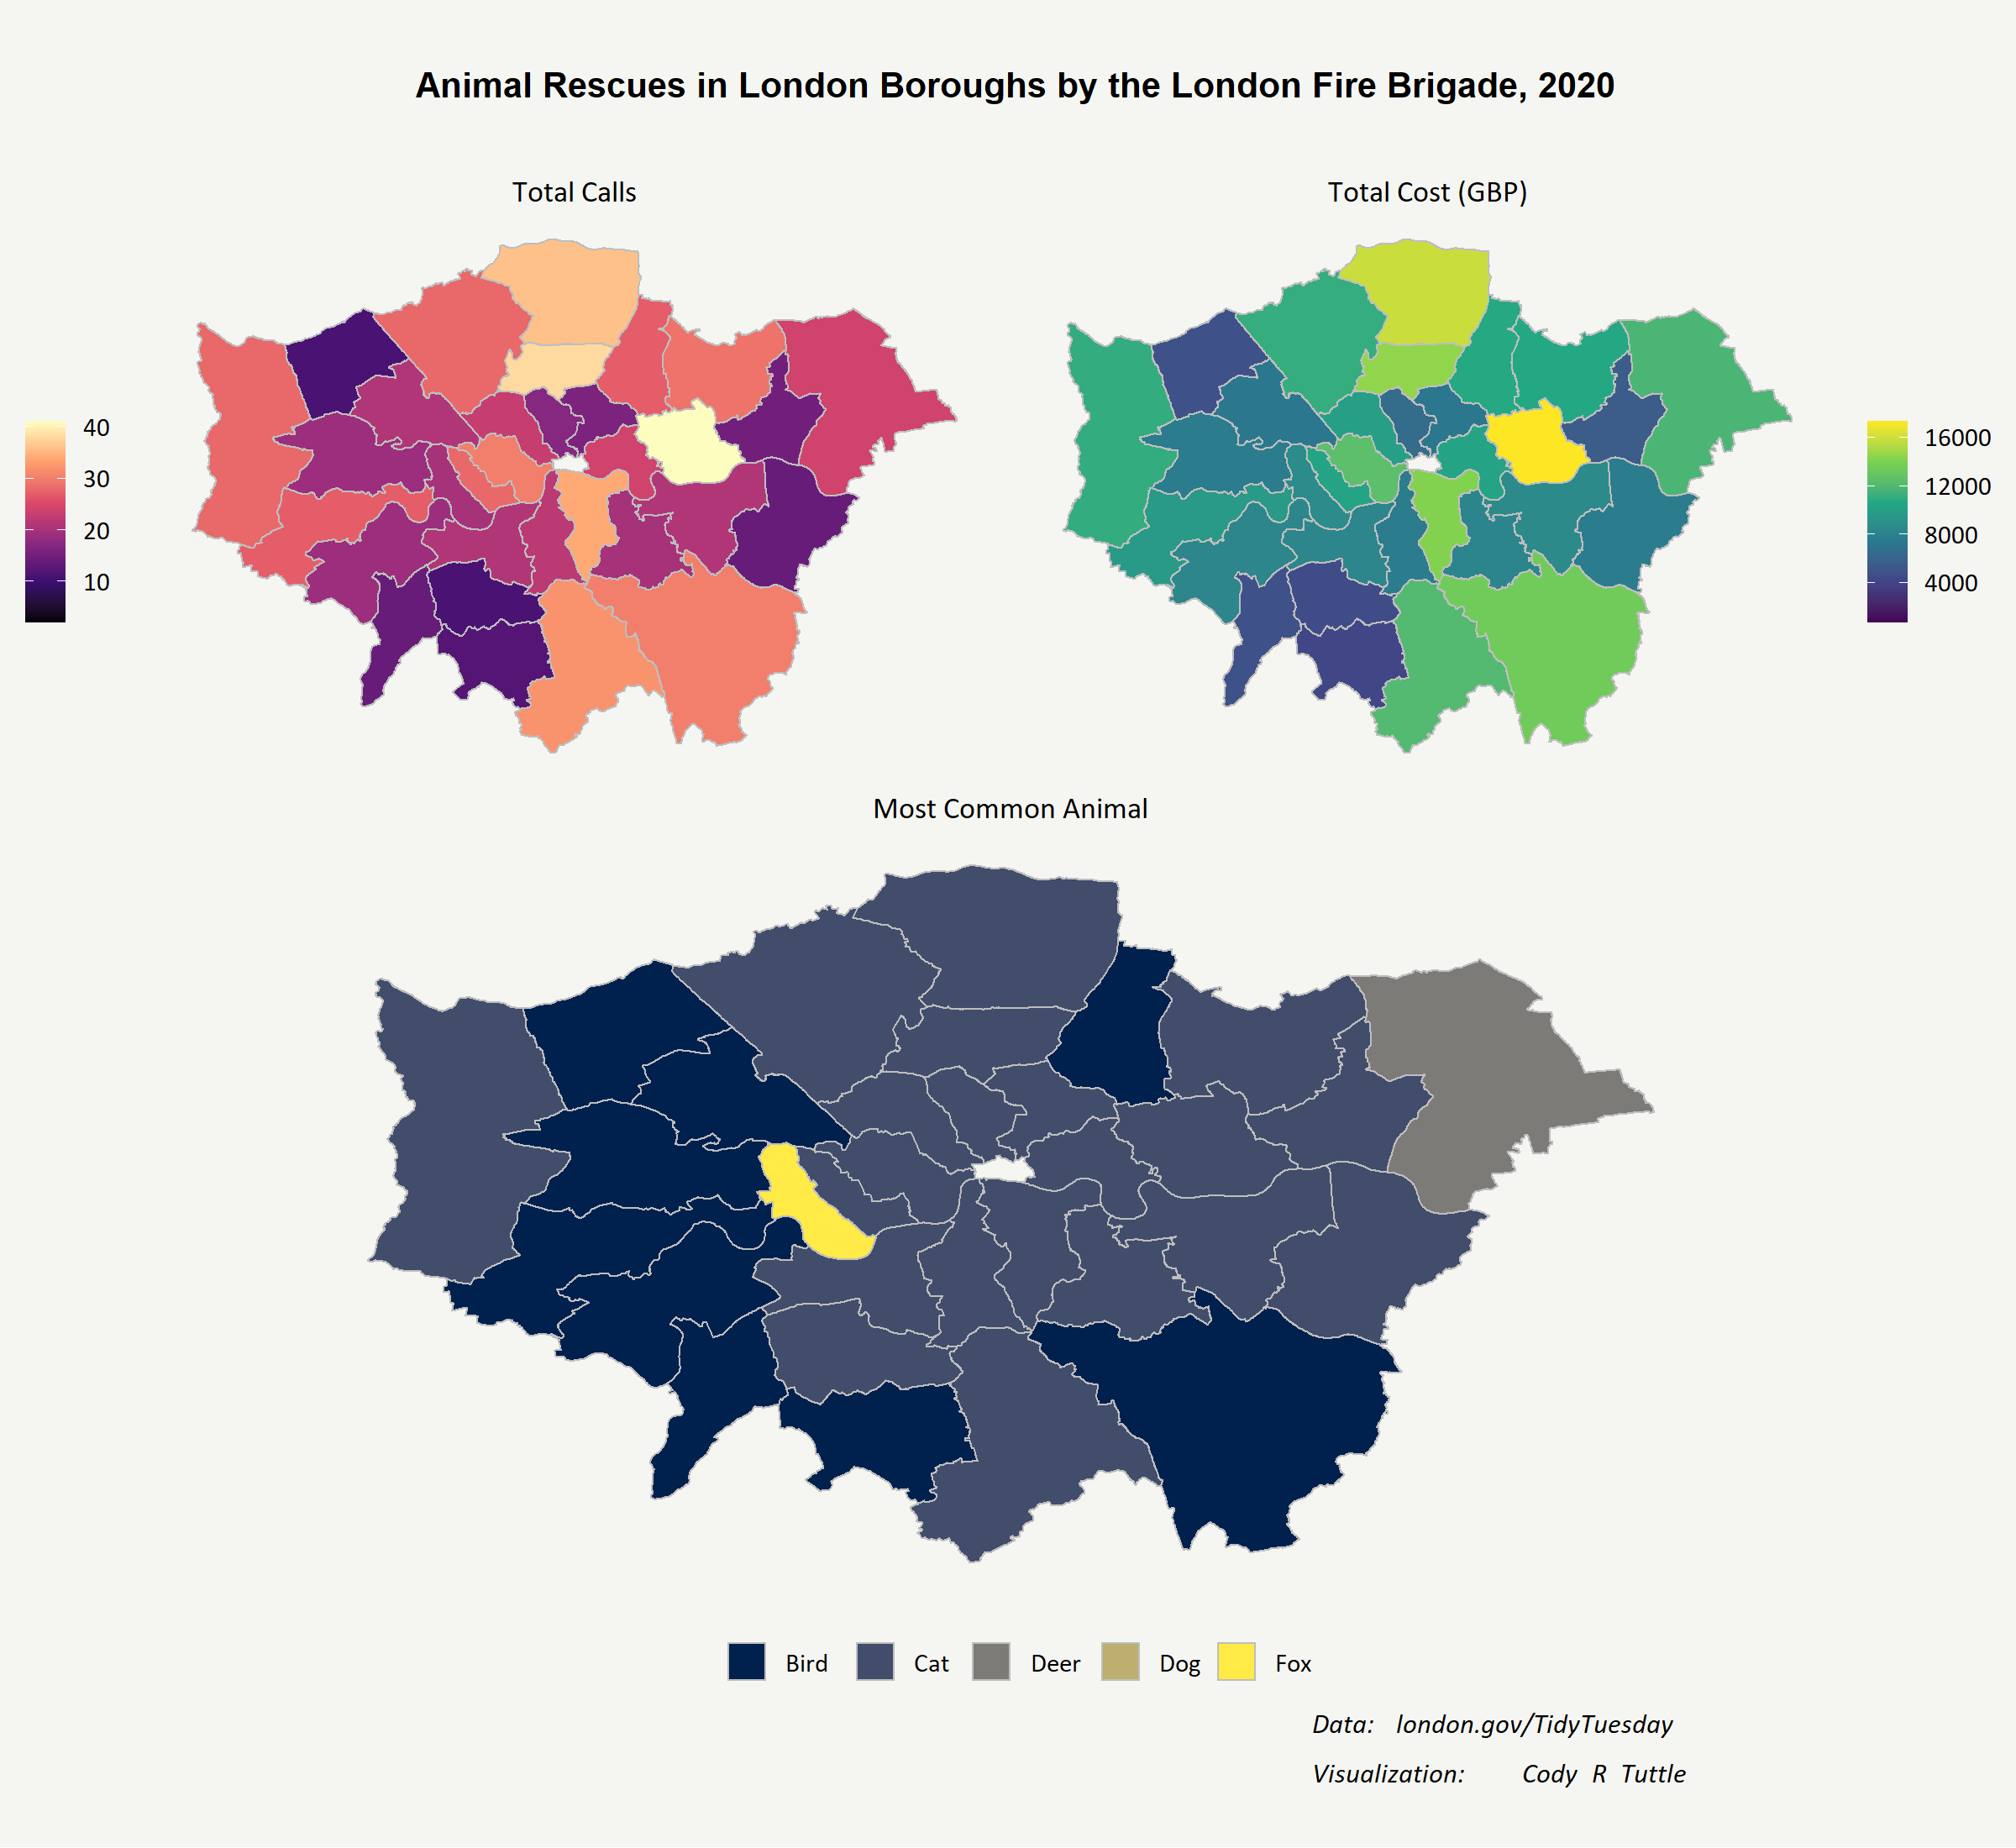 Animal Rescues in London Boroughs by the London Fire Brigade, 2020
Total Calls
Total Cost (GBP)
40
30
20
10
16000
12000
8000
4000
Most Common Animal
Bird Cat Deer Dog Fox
Data: london.gov/TidyTuesday
Visualization: Cody R Tuttle